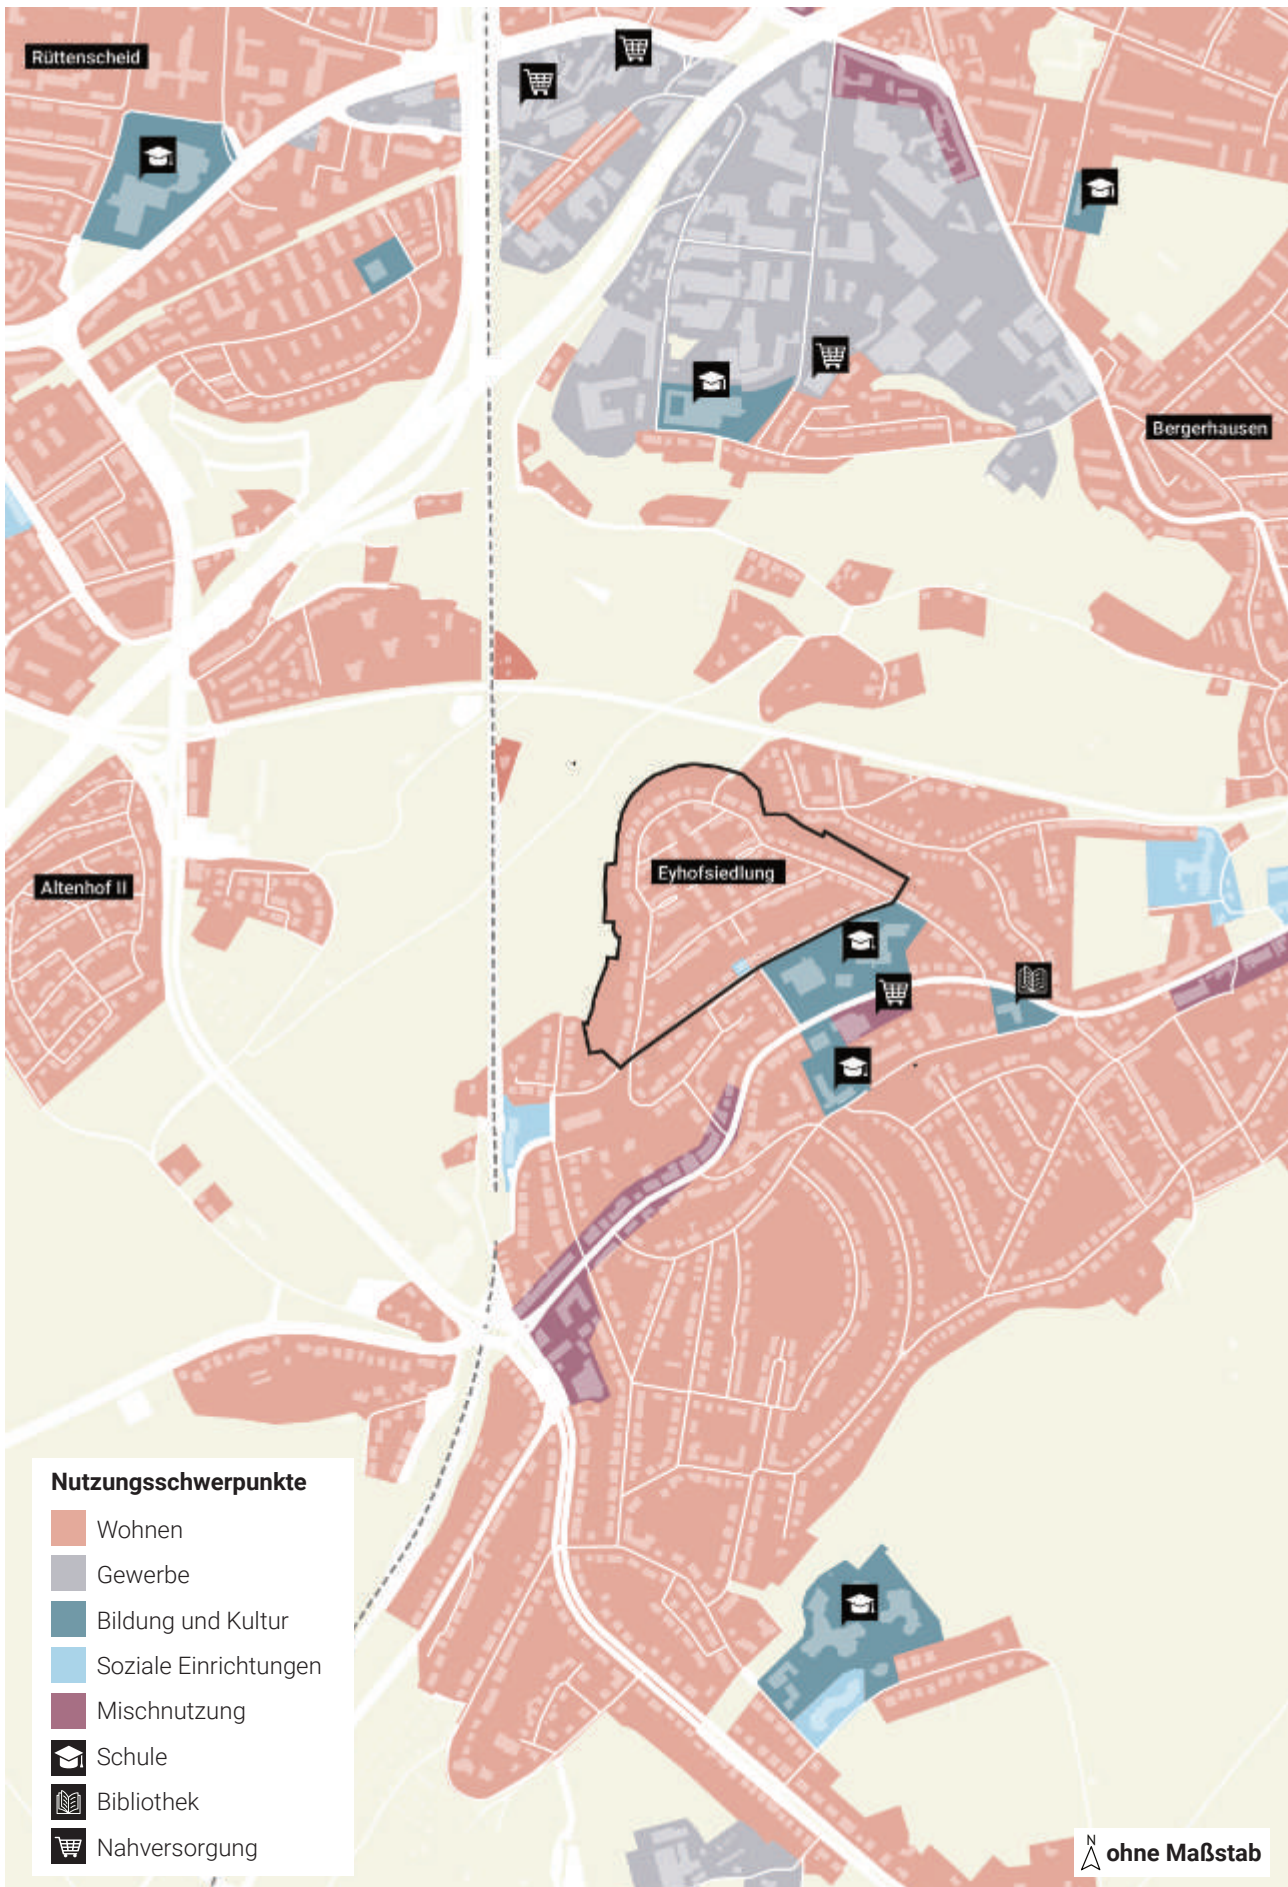 Rüttenscheid
Bergerhausen
Eyhofsiedlung
Altenhof II
Nutzungsschwerpunkte
Wohnen
Gewerbe
Bildung und Kultur
Soziale Einrichtungen
Mischnutzung
Schule
Bibliothek
Nahversorgung
N
ohne Maßstab